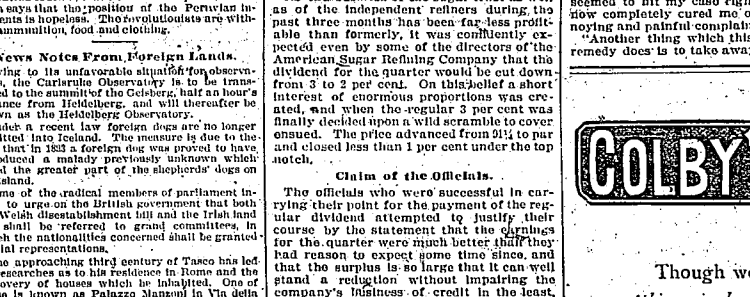 says that the position of the Peruvian in-
nts is hopeless. The revolutionists are with-
ammunition, food and clothing.
News Notes From Foreign Lands.
ing to its unfavorable situation for observa-
, the Carlsruhe Observatory is to be trans-
d to the summit of the Geisberg, half an hour's
ance from Heidelberg, and will thereafter be
wn as the Heidelberg Observatory.
der a recent law foreign dogs are no longer
itted into Iceland. The measure is due to the
that in 1893 a foreign dog was proved to have
oduced a malady previously unknown which
d the greater part of the shepherds' dogs on
sland.
me of the radical members of parliament in-
to urge on the British government that both
Welsh disestablishment bill and the Irish land
shall be referred to grand committees, in
ch the nationalities concerned shall be granted
ial representations.
he approaching third century of Tasco has led
esearches as to his residence in Rome and the
overy of houses which he inhabited. One of
e is known as Palazzo Manzoni in Via della
as of the independent refiners during the
past three months has been far less profit-
able than formerly, it was confidently ex-
pected even by some of the directors of the
American Sugar Refining Company that the
dividend for the quarter would be cut down
from 3 to 2 per cent. On this belief a short
interest of enormous proportions was cre-
ated, and when the regular 3 per cent was
finally decided upon a wild scramble to cover
ensued. The price advanced from 91¼ to par
and closed less than 1 per cent under the top
notch.
Claim of the Officials.
The officials who were successful in car-
rying their point for the payment of the reg-
ular dividend attempted to justify their
course by the statement that the earnings
for the quarter were much better than they
had reason to expect some time since, and
that the surplus is so large that it can well
stand a reduction without impairing the
company's business of credit in the least.
seemed to hit my case righ
now completely cured me o
noying and painful complain
"Another thing which this
remedy does is to take awa
COLBY
Though w